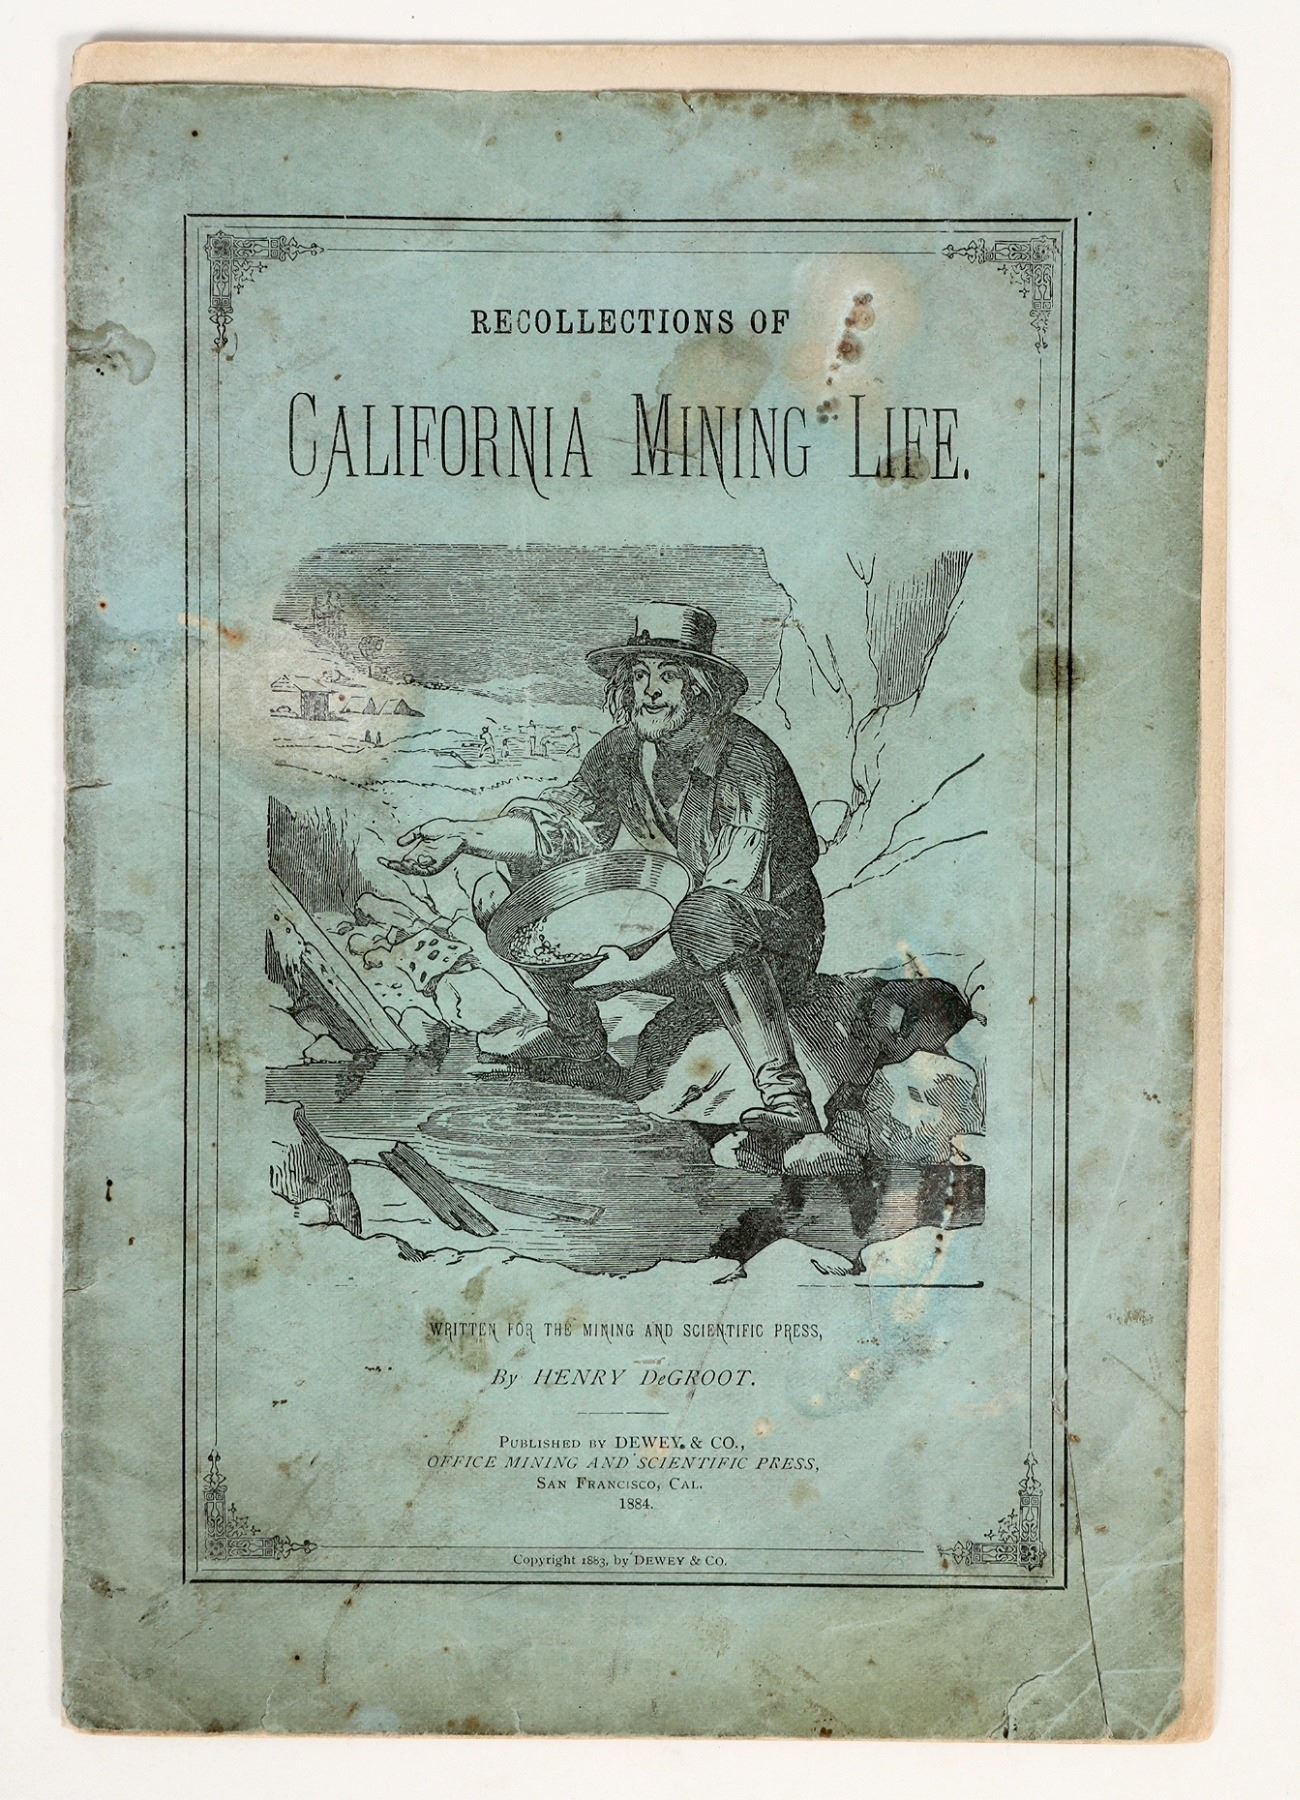 RECOLLECTIONS OF
CALIFORNIA MINING LIFE.
WRITTEN FOR THE MINING AND SCIENTIFIC PRESS,
By HENRY DeGROOT.
PUBLISHED BY DEWEY & CO.,
OFFICE MINING AND SCIENTIFIC PRESS,
SAN FRANCISCO, CAL.
1884.
Copyright 1883, by DEWEY & CO.